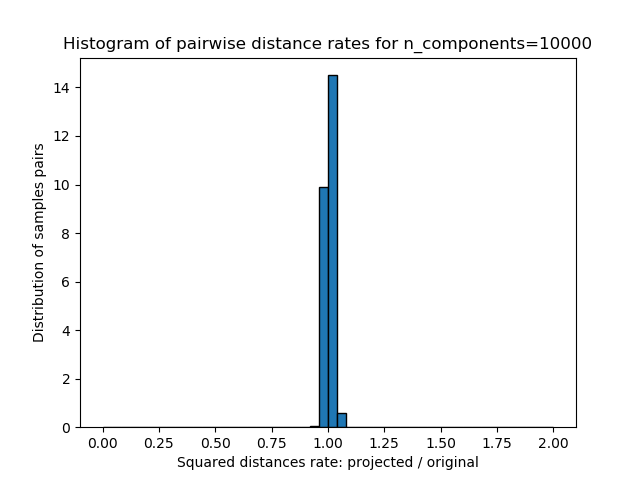 Histogram of pairwise distance rates for n_components=10000
14
12
10
8
6
4
2
0
Distribution of samples pairs
0.00 0.25 0.50 0.75 1.00 1.25 1.50 1.75 2.00
Squared distances rate: projected / original